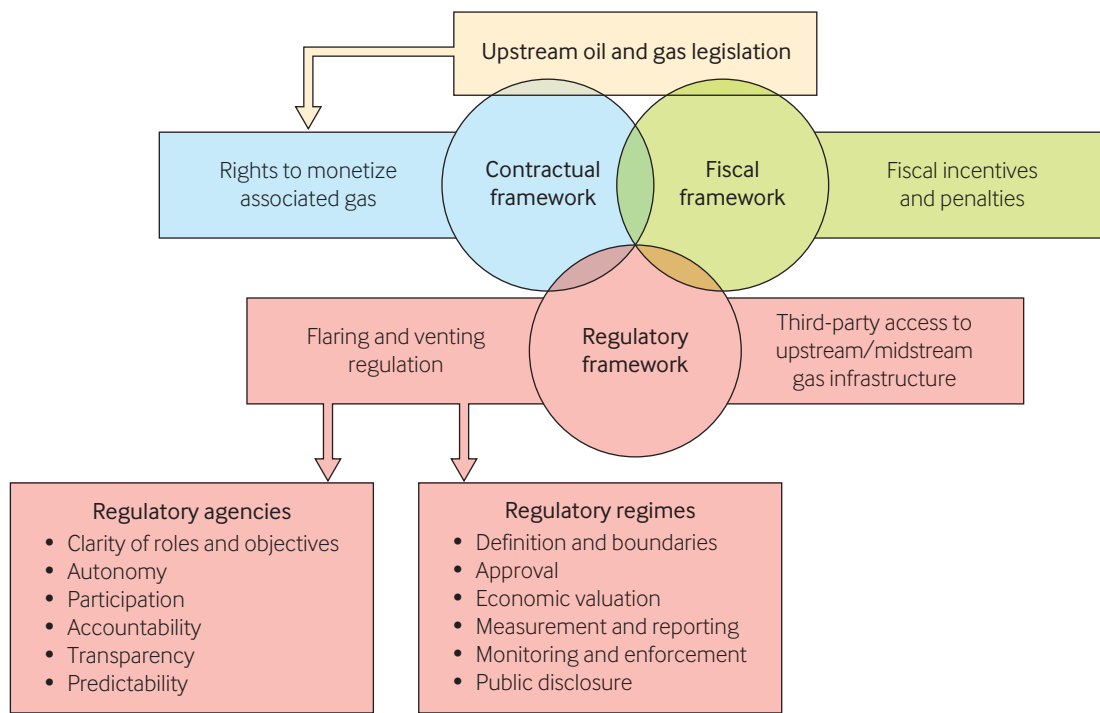 Upstream oil and gas legislation
Rights to monetize
associated gas
Contractual
framework
Fiscal
framework
Fiscal incentives
and penalties
Flaring and venting
regulation
Regulatory
framework
Third-party access to
upstream/midstream
gas infrastructure
Regulatory agencies
• Clarity of roles and objectives
• Autonomy
• Participation
• Accountability
• Transparency
• Predictability
Regulatory regimes
• Definition and boundaries
• Approval
• Economic valuation
• Measurement and reporting
• Monitoring and enforcement
• Public disclosure